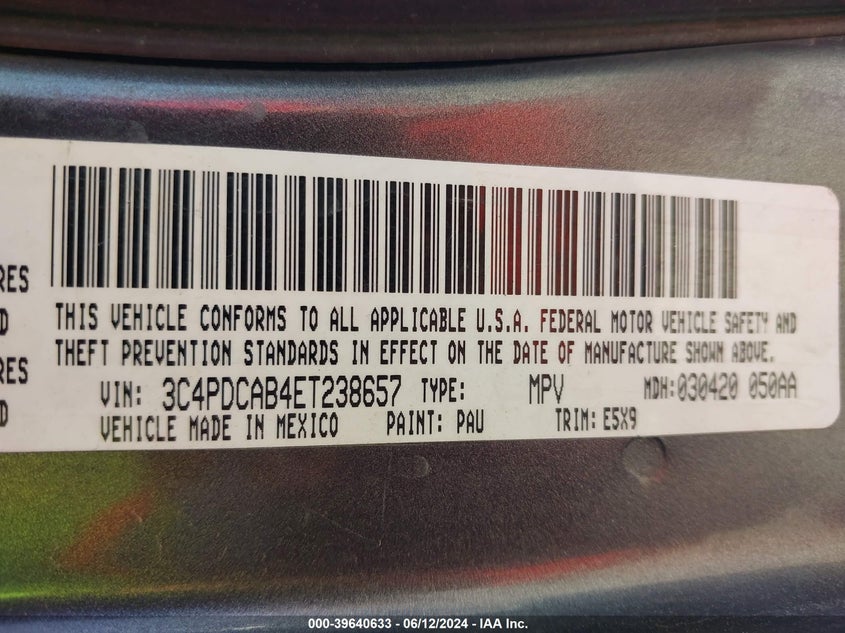 RES
D
RES
D
THIS VEHICLE CONFORMS TO ALL APPLICABLE U.S.A. FEDERAL MOTOR VEHICLE SAFETY AND
THEFT PREVENTION STANDARDS IN EFFECT ON THE DATE OF MANUFACTURE SHOWN ABOVE.
VIN: 3C4PDCAB4ET238657 TYPE: MPV MDH:030420 050AA
VEHICLE MADE IN MEXICO PAINT: PAU TRIM: E5X9
000-39640633 - 06/12/2024 - IAA Inc.